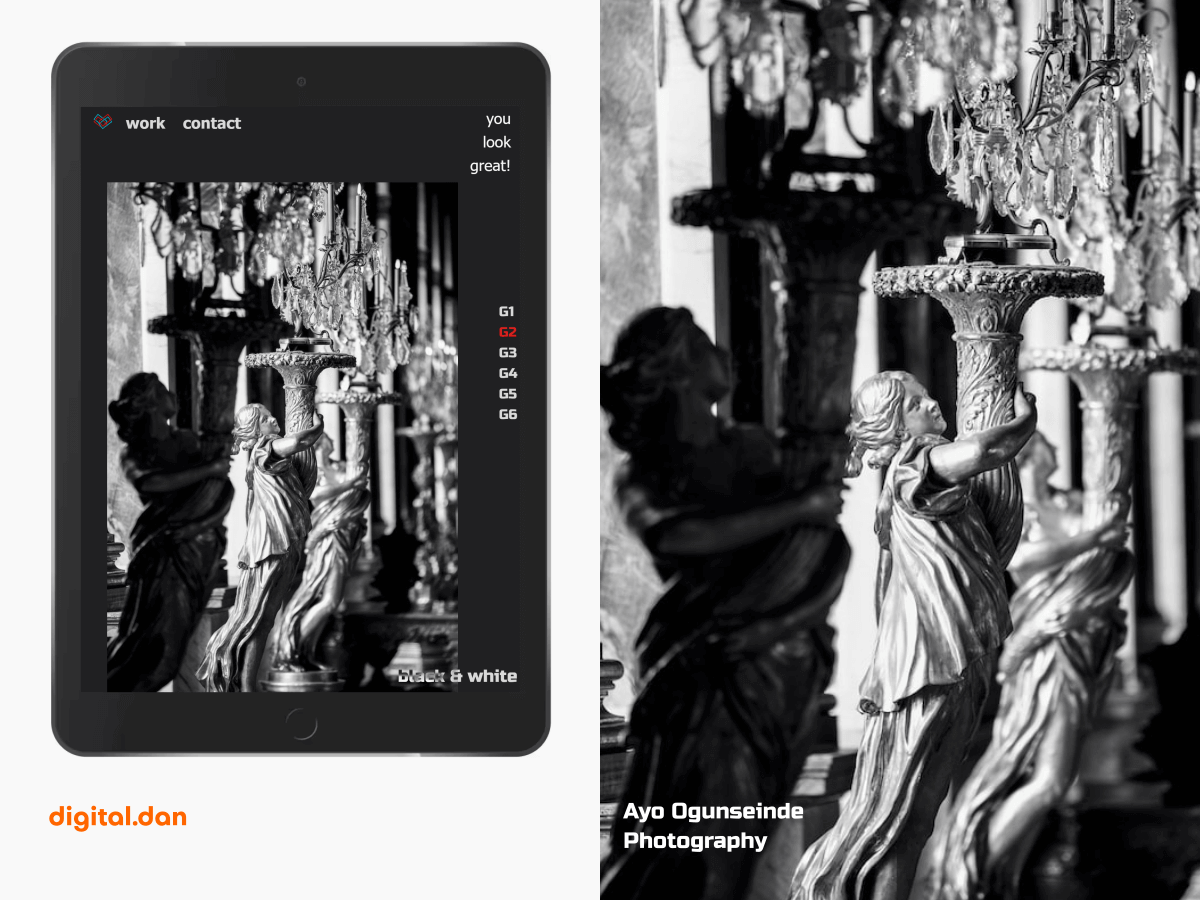 work contact
you
look
great!
G1
G2
G3
G4
G5
G6
black & white
digital.dan
Ayo Ogunseinde
Photography